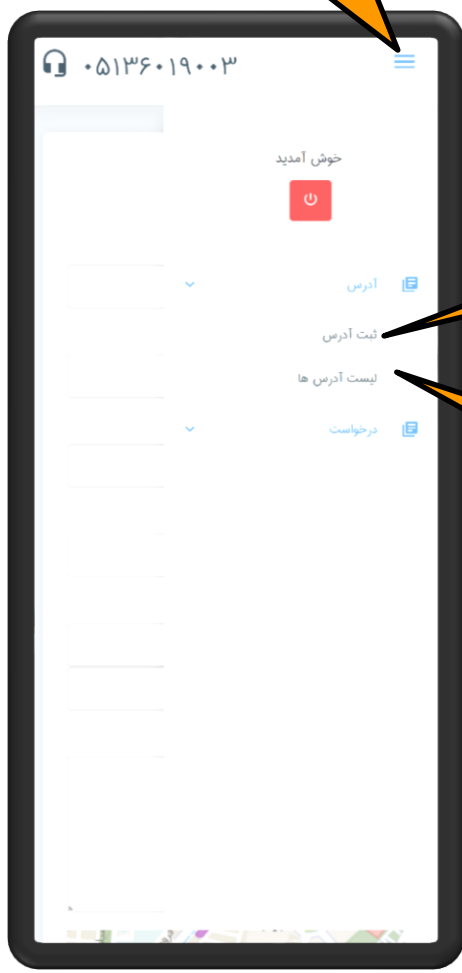 ۰۵۱۳۶۰۱۹۰۰۳
خوش آمدید
آدرس
ثبت آدرس
لیست آدرس ها
درخواست